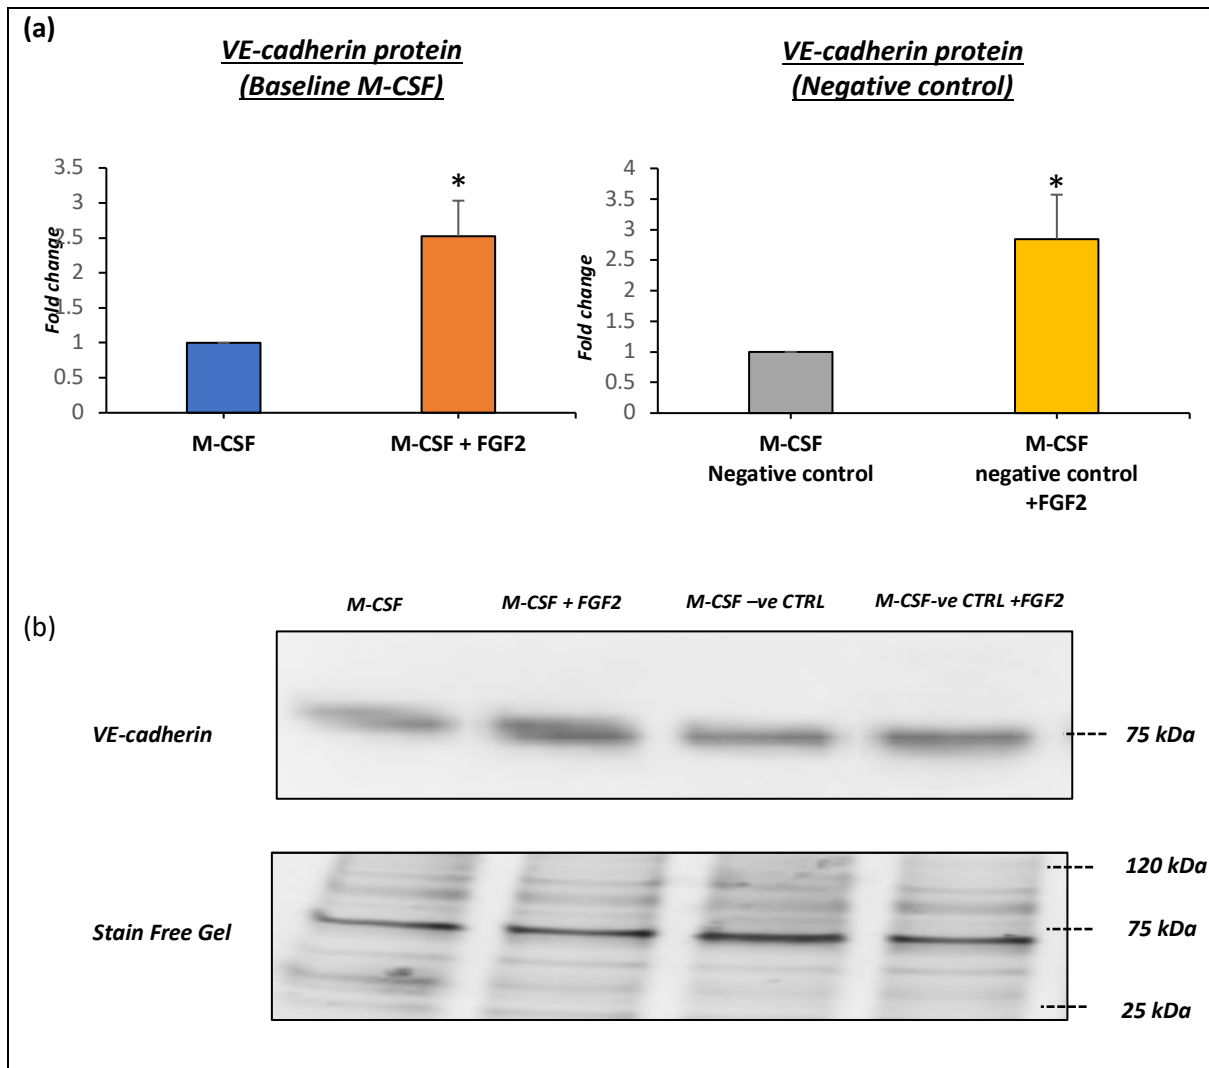 (a)
VE-cadherin protein
(Baseline M-CSF)
3.5
3
2.5
2
1.5
1
0.5
0
Fold change
*
M-CSF
M-CSF + FGF2
VE-cadherin protein
(Negative control)
4
3.5
3
2.5
2
1.5
1
0.5
0
Fold change
*
M-CSF
Negative control
M-CSF
negative control
+FGF2
(b)
M-CSF
M-CSF + FGF2
M-CSF –ve CTRL
M-CSF-ve CTRL +FGF2
VE-cadherin
75 kDa
Stain Free Gel
120 kDa
75 kDa
25 kDa